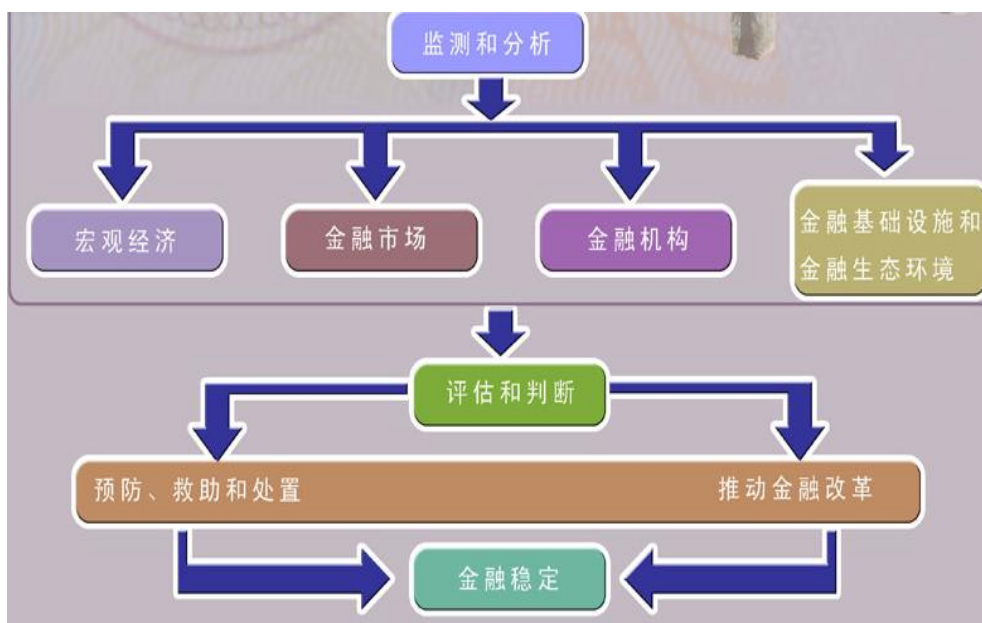 监测和分析
宏观经济
金融市场
金融机构
金融基础设施和
金融生态环境
评估和判断
预防、救助和处置
推动金融改革
金融稳定